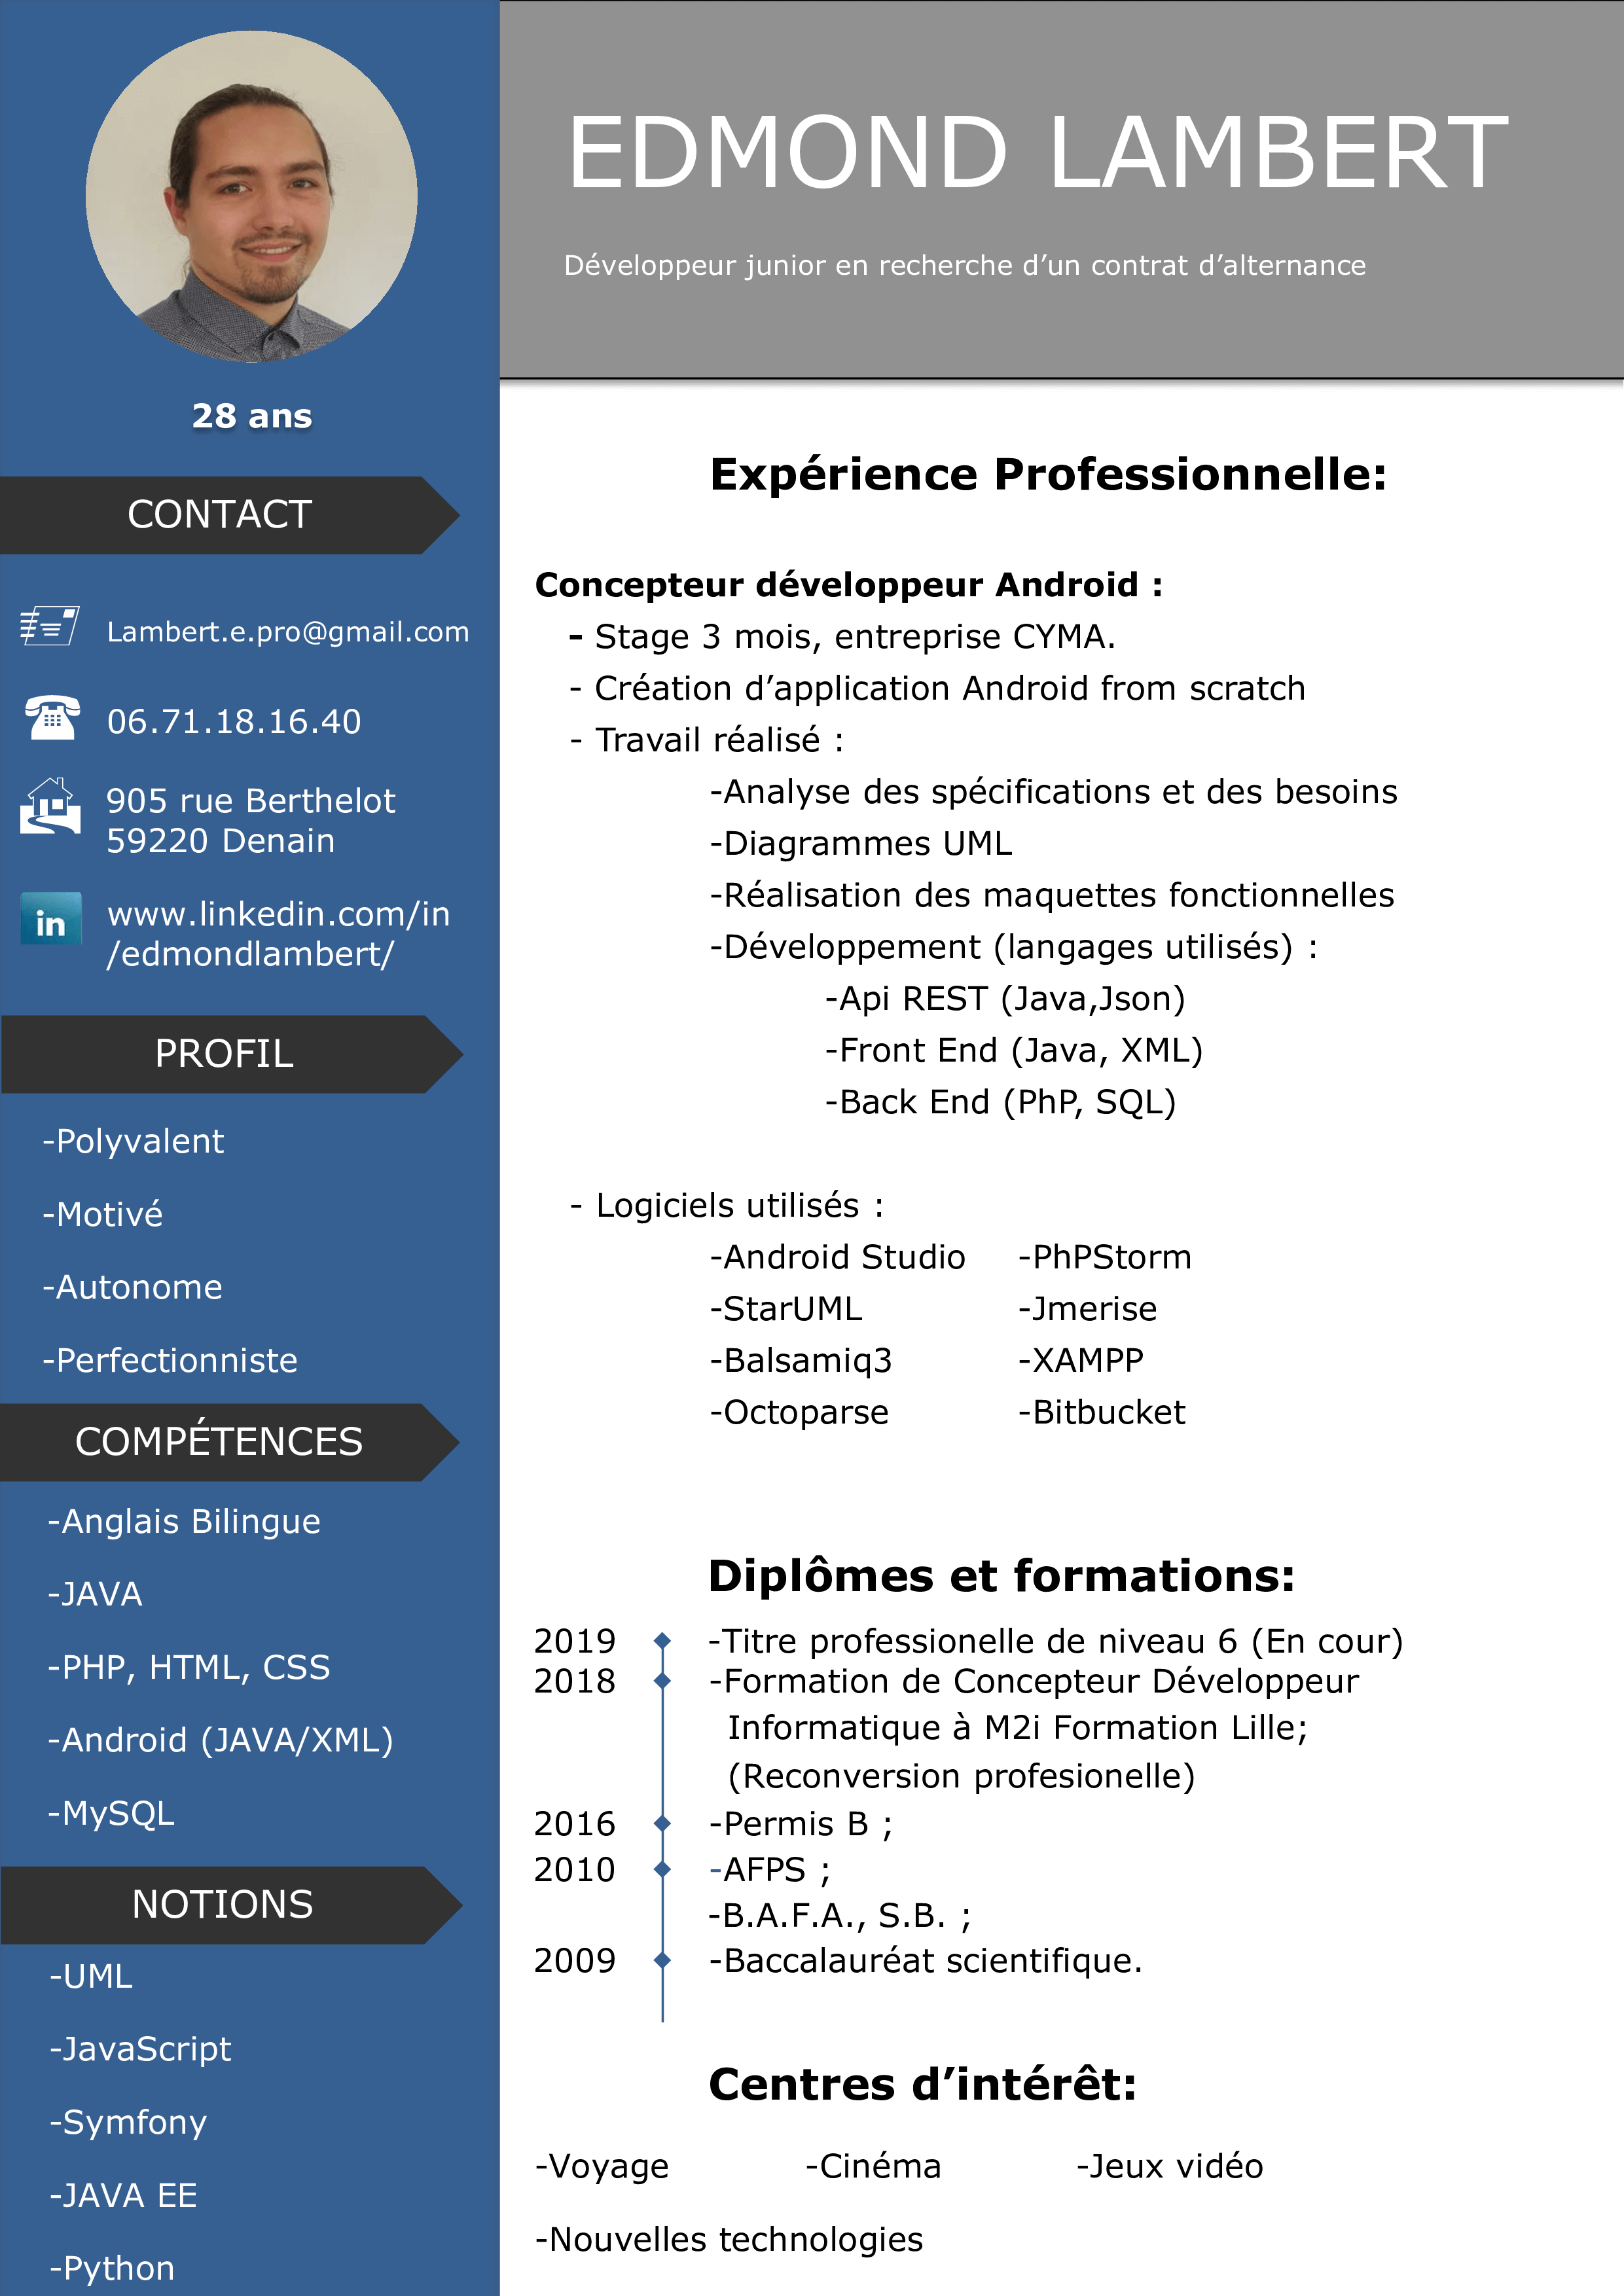 EDMOND LAMBERT
Développeur junior en recherche d’un contrat d’alternance
28 ans
CONTACT
Lambert.e.pro@gmail.com
06.71.18.16.40
905 rue Berthelot
59220 Denain
in
www.linkedin.com/in
/edmondlambert/
PROFIL
-Polyvalent
-Motivé
-Autonome
-Perfectionniste
COMPÉTENCES
-Anglais Bilingue
-JAVA
-PHP, HTML, CSS
-Android (JAVA/XML)
-MySQL
NOTIONS
-UML
-JavaScript
-Symfony
-JAVA EE
-Python
Expérience Professionnelle:
Concepteur développeur Android :
- Stage 3 mois, entreprise CYMA.
- Création d’application Android from scratch
- Travail réalisé :
-Analyse des spécifications et des besoins
-Diagrammes UML
-Réalisation des maquettes fonctionnelles
-Développement (langages utilisés) :
-Api REST (Java,Json)
-Front End (Java, XML)
-Back End (PhP, SQL)
- Logiciels utilisés :
-Android Studio -PhPStorm
-StarUML -Jmerise
-Balsamiq3 -XAMPP
-Octoparse -Bitbucket
Diplômes et formations:
2019 -Titre professionelle de niveau 6 (En cour)
2018 -Formation de Concepteur Développeur
Informatique à M2i Formation Lille;
(Reconversion profesionelle)
2016 -Permis B ;
2010 -AFPS ;
-B.A.F.A., S.B. ;
2009 -Baccalauréat scientifique.
Centres d’intérêt:
-Voyage -Cinéma -Jeux vidéo
-Nouvelles technologies